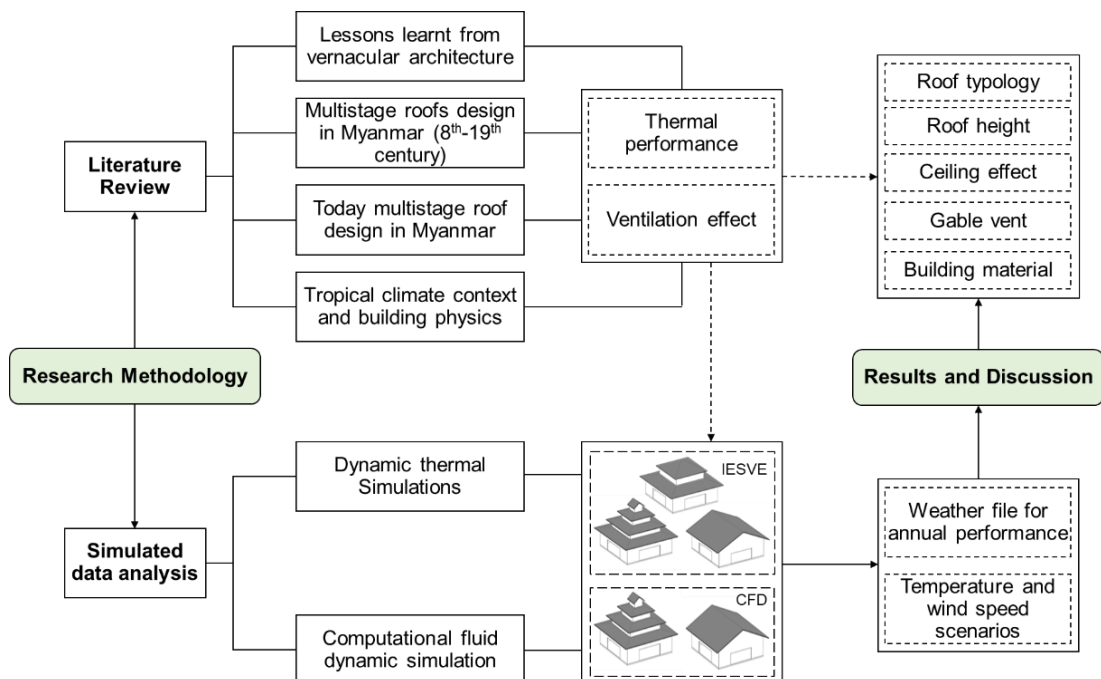 Lessons learnt from
vernacular architecture
Multistage roofs design
in Myanmar (8th-19th
century)
Today multistage roof
design in Myanmar
Tropical climate context
and building physics
Literature
Review
Thermal
performance
Ventilation effect
Roof typology
Roof height
Ceiling effect
Gable vent
Building material
Research Methodology
Results and Discussion
Simulated
data analysis
Dynamic thermal
Simulations
Computational fluid
dynamic simulation
IESVE
CFD
Weather file for
annual performance
Temperature and
wind speed
scenarios